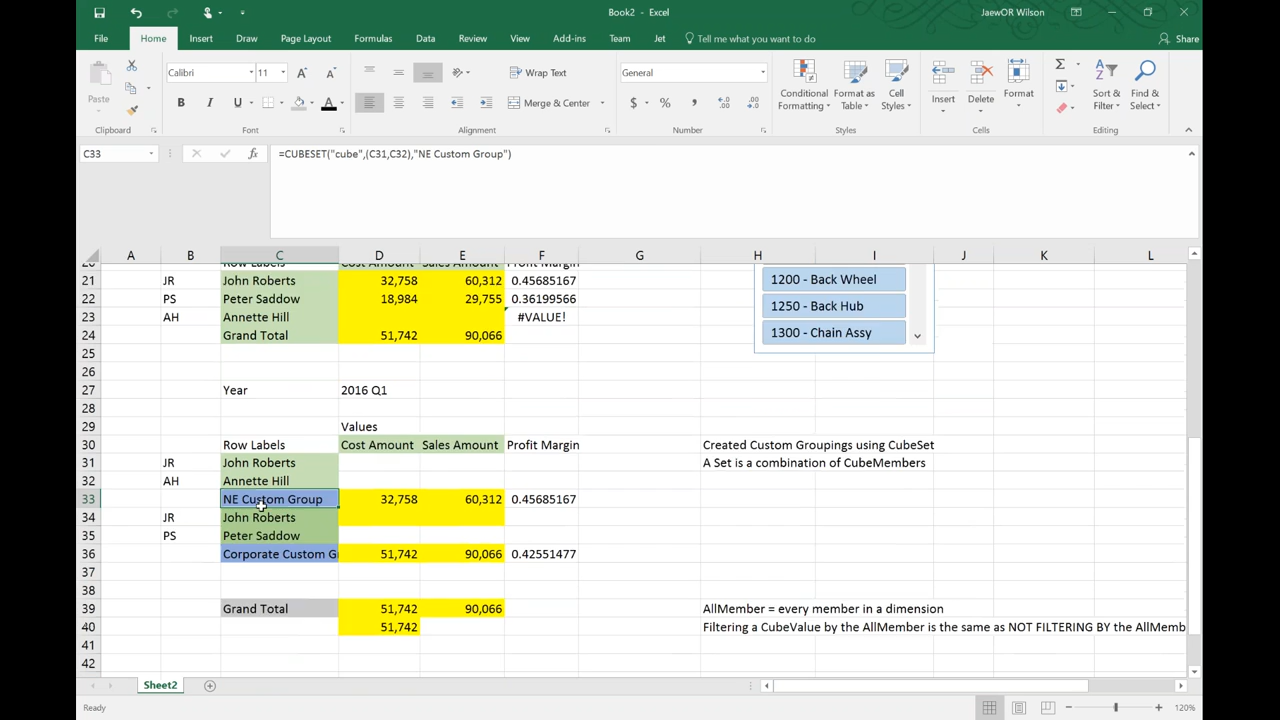 Book2 - Excel
JaewOR Wilson
File Home Insert Draw Page Layout Formulas Data Review View Add-ins Team Jet Tell me what you want to do Share
Calibri 11 Wrap Text General
Paste B I U Merge & Center $ % , Conditional Formatting Format as Table Cell Styles Insert Delete Format Sort & Filter Find & Select
Clipboard Font Alignment Number Styles Cells Editing
C33 fx =CUBESET("cube",(C31,C32),"NE Custom Group")
A B C D E F G H I J K L
21 JR John Roberts 32,758 60,312 0.45685167 1200 - Back Wheel
22 PS Peter Saddow 18,984 29,755 0.36199566 1250 - Back Hub
23 AH Annette Hill #VALUE! 1300 - Chain Assy
24 Grand Total 51,742 90,066
25
26
27 Year 2016 Q1
28
29 Values
30 Row Labels Cost Amount Sales Amount Profit Margin Created Custom Groupings using CubeSet
31 JR John Roberts A Set is a combination of CubeMembers
32 AH Annette Hill
33 NE Custom Group 32,758 60,312 0.45685167
34 JR John Roberts
35 PS Peter Saddow
36 Corporate Custom Gr 51,742 90,066 0.42551477
37
38
39 Grand Total 51,742 90,066 AllMember = every member in a dimension
40 51,742 Filtering a CubeValue by the AllMember is the same as NOT FILTERING BY the AllMemb
41
42
Sheet2
Ready 120%